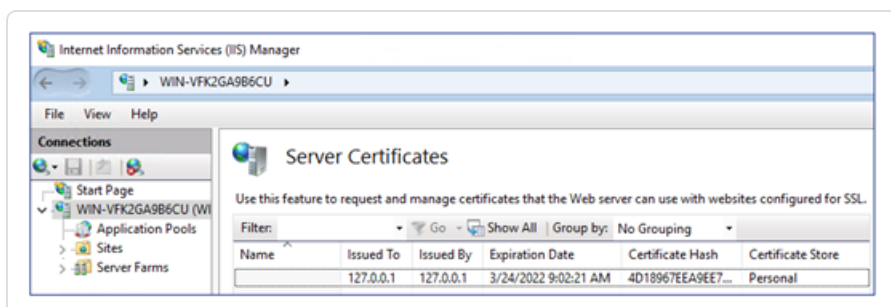 Internet Information Services (IIS) Manager
WIN-VFK2GA9B6CU
File View Help
Connections
Server Certificates
Start Page
Use this feature to request and manage certificates that the Web server can use with websites configured for SSL.
WIN-VFK2GA9B6CU (WI
Application Pools
Filter: Go Show All Group by: No Grouping
Sites
Name Issued To Issued By Expiration Date Certificate Hash Certificate Store
Server Farms
127.0.0.1 127.0.0.1 3/24/2022 9:02:21 AM 4D18967EEA9EE7... Personal